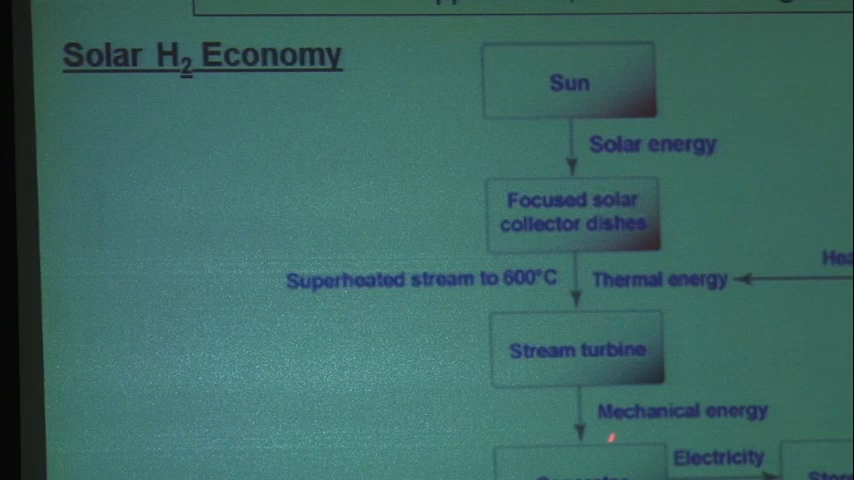 Solar H2 Economy
Sun
Solar energy
Focused solar
collector dishes
Superheated stream to 600°C
Thermal energy
Stream turbine
Mechanical energy
Electricity